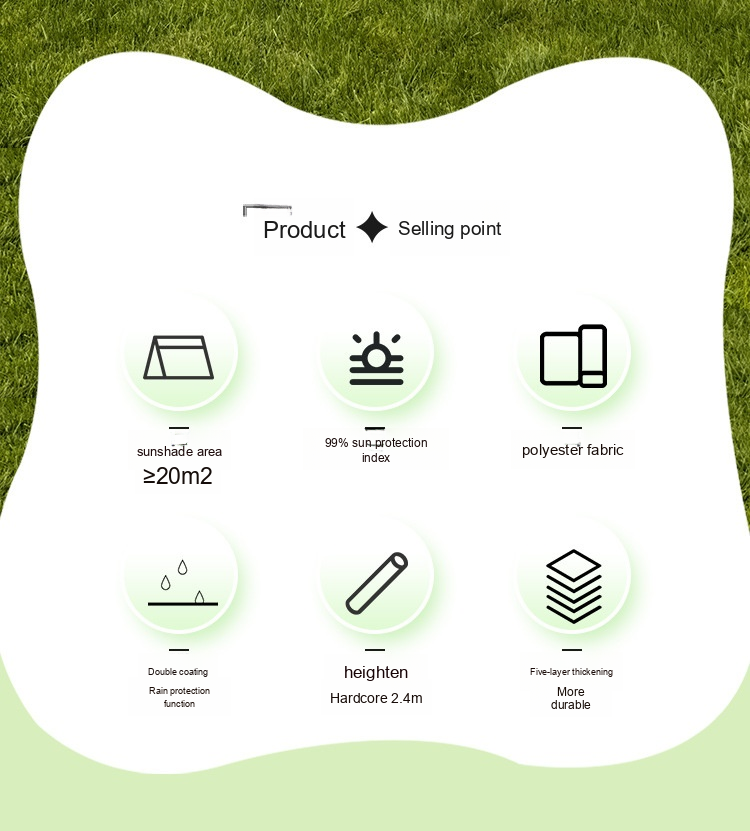 Product Selling point
sunshade area
≥20m2
99% sun protection
index
polyester fabric
Double coating
Rain protection
function
heighten
Hardcore 2.4m
Five-layer thickening
More
durable